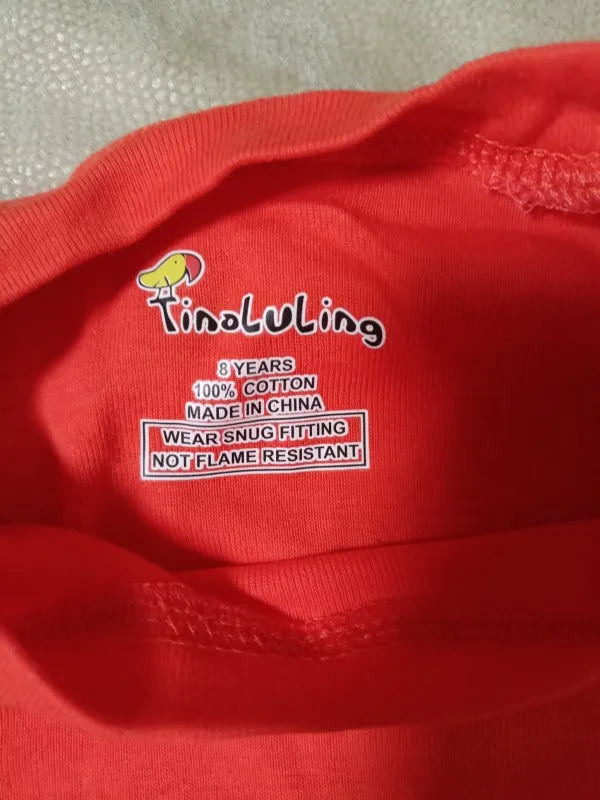 TinoLuLing
8 YEARS
100% COTTON
MADE IN CHINA
WEAR SNUG FITTING
NOT FLAME RESISTANT